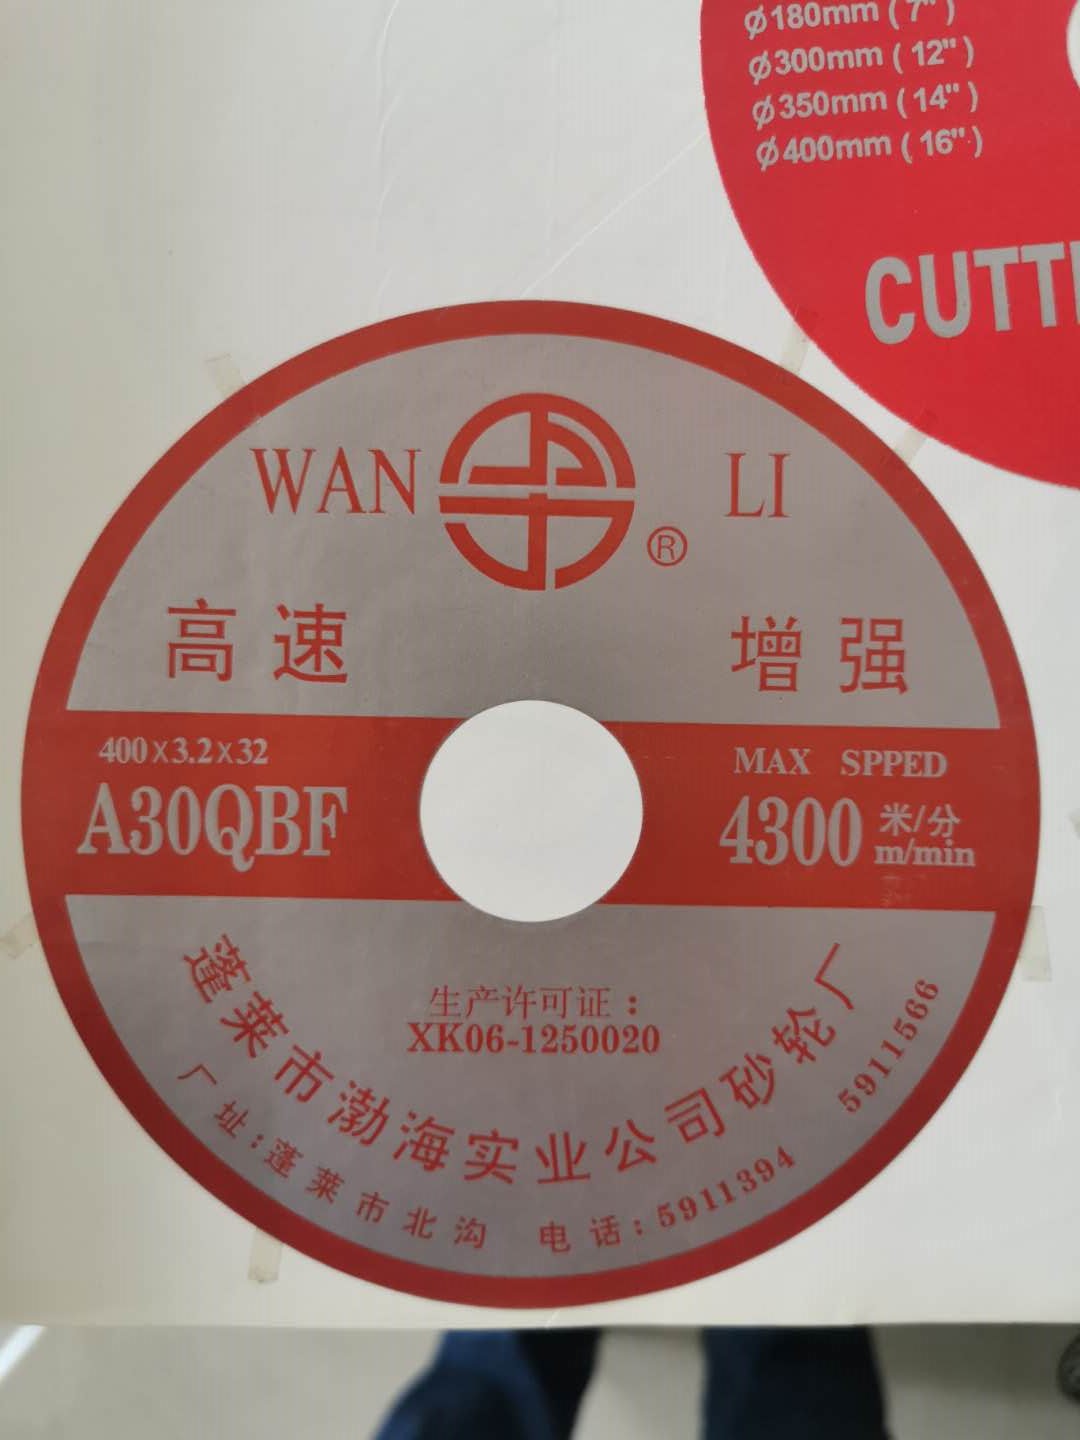 ϕ180mm ( 7" )
ϕ300mm ( 12" )
ϕ350mm ( 14" )
ϕ400mm ( 16" )
CUTTI
WAN LI
®
高速 增强
400x3.2x32
A30QBF
MAX SPPED
4300 米/分
m/min
生产许可证：
XK06-1250020
蓬莱市渤海实业公司砂轮厂
厂址：蓬莱市北沟 电话：5911394 5911566